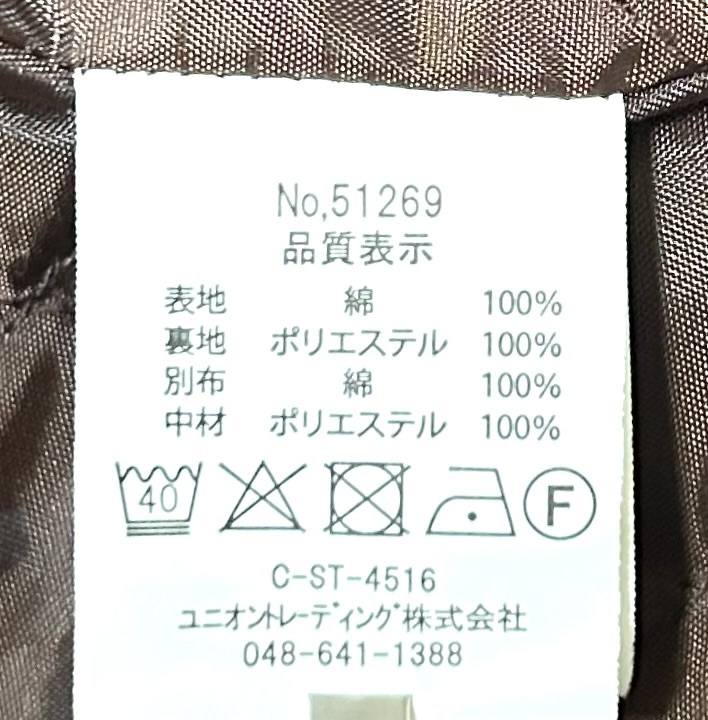 No,51269
品質表示
表地 綿 100%
裏地 ポリエステル 100%
別布 綿 100%
中材 ポリエステル 100%
40 F
C-ST-4516
ユニオントレーディング株式会社
048-641-1388